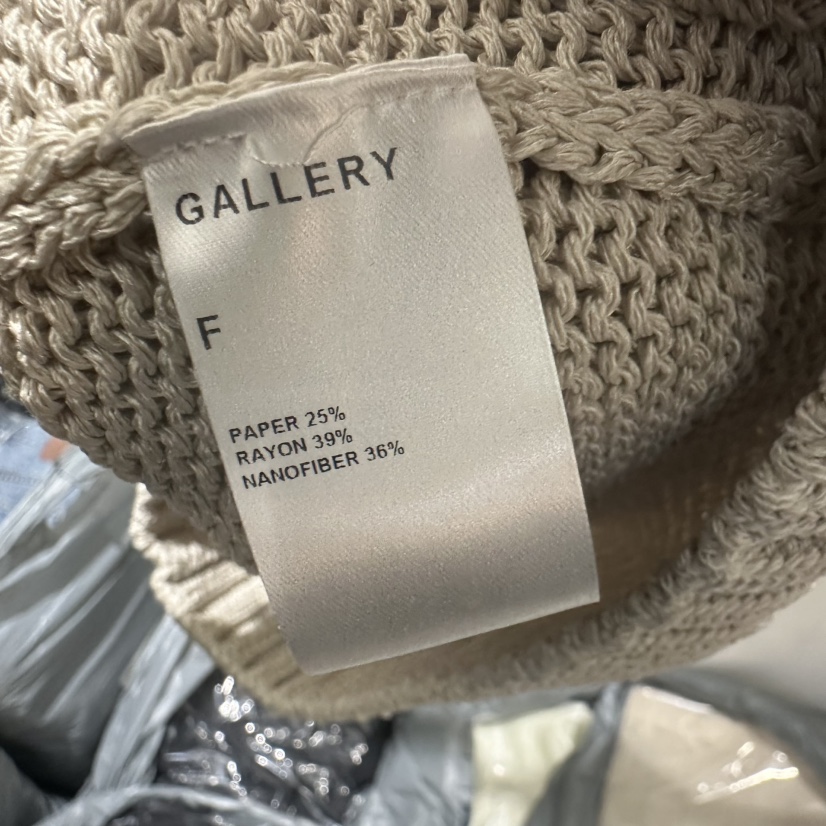 GALLERY
F
PAPER 25%
RAYON 39%
NANOFIBER 36%